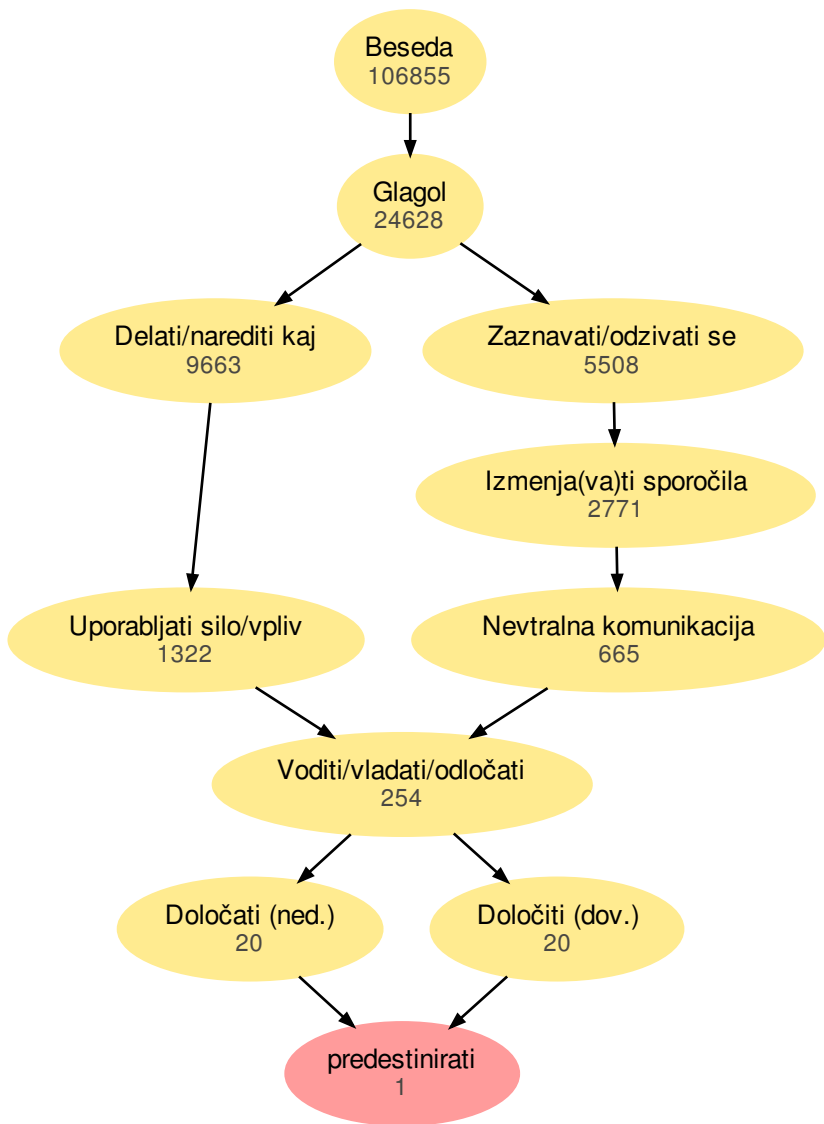 Beseda
106855
Glagol
24628
Delati/narediti kaj
9663
Zaznavati/odzivati se
5508
Izmenja(va)ti sporočila
2771
Uporabljati silo/vpliv
1322
Nevtralna komunikacija
665
Voditi/vladati/odločati
254
Določati (ned.)
20
Določiti (dov.)
20
predestinirati
1